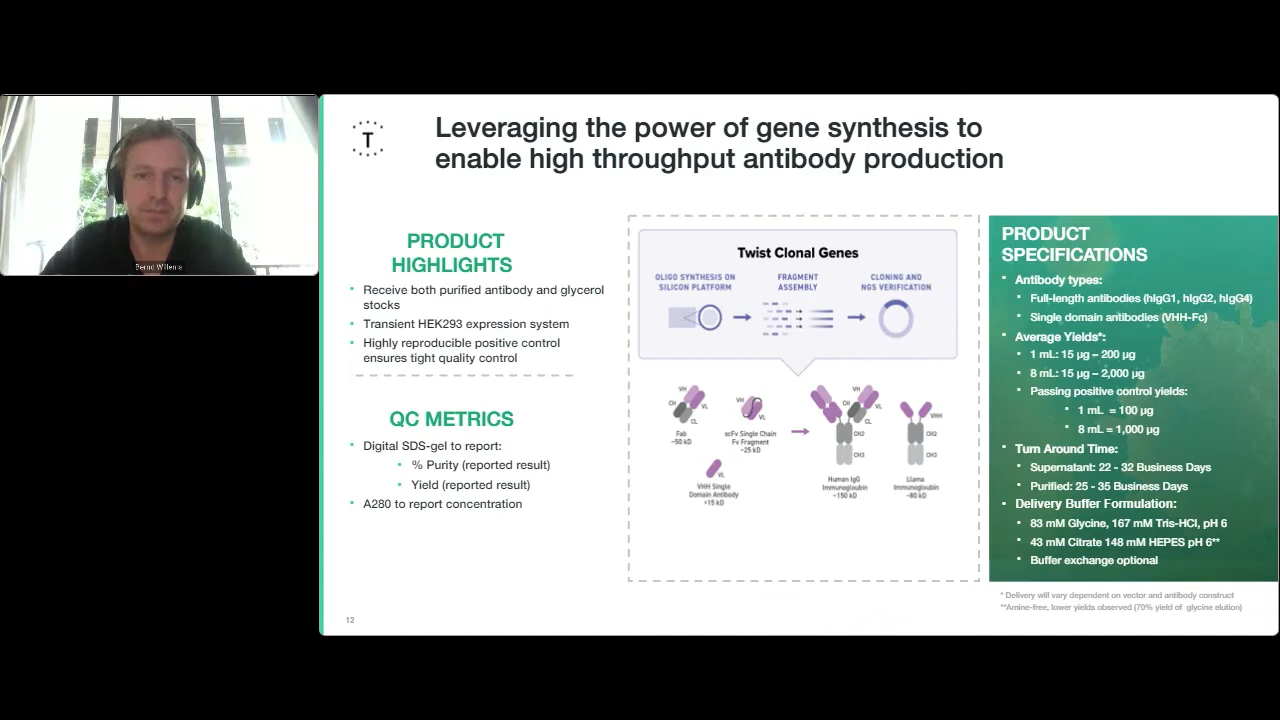 Bernd Willems
T
Leveraging the power of gene synthesis to
enable high throughput antibody production
PRODUCT
HIGHLIGHTS
• Receive both purified antibody and glycerol
stocks
• Transient HEK293 expression system
• Highly reproducible positive control
ensures tight quality control
QC METRICS
• Digital SDS-gel to report:
• % Purity (reported result)
• Yield (reported result)
• A280 to report concentration
Twist Clonal Genes
OLIGO SYNTHESIS ON
SILICON PLATFORM
FRAGMENT
ASSEMBLY
CLONING AND
NGS VERIFICATION
VH
CH
VL
CL
Fab
~50 kD
VH
VL
scFv Single Chain
Fv Fragment
~25 kD
VL
VHH Single
Domain Antibody
~15 kD
VH
CH
VL
CL
CH2
CH3
Human IgG
Immunogloubin
~150 kD
VHH
CH2
CH3
Llama
Immunogloubin
~80 kD
PRODUCT
SPECIFICATIONS
• Antibody types:
• Full-length antibodies (hIgG1, hIgG2, hIgG4)
• Single domain antibodies (VHH-Fc)
• Average Yields*:
• 1 mL: 15 µg – 200 µg
• 8 mL: 15 µg – 2,000 µg
• Passing positive control yields:
• 1 mL = 100 µg
• 8 mL = 1,000 µg
• Turn Around Time:
• Supernatant: 22 - 32 Business Days
• Purified: 25 - 35 Business Days
• Delivery Buffer Formulation:
• 83 mM Glycine, 167 mM Tris-HCl, pH 6
• 43 mM Citrate 148 mM HEPES pH 6**
• Buffer exchange optional
* Delivery will vary dependent on vector and antibody construct
**Amine-free, lower yields observed (70% yield of glycine elution)
12